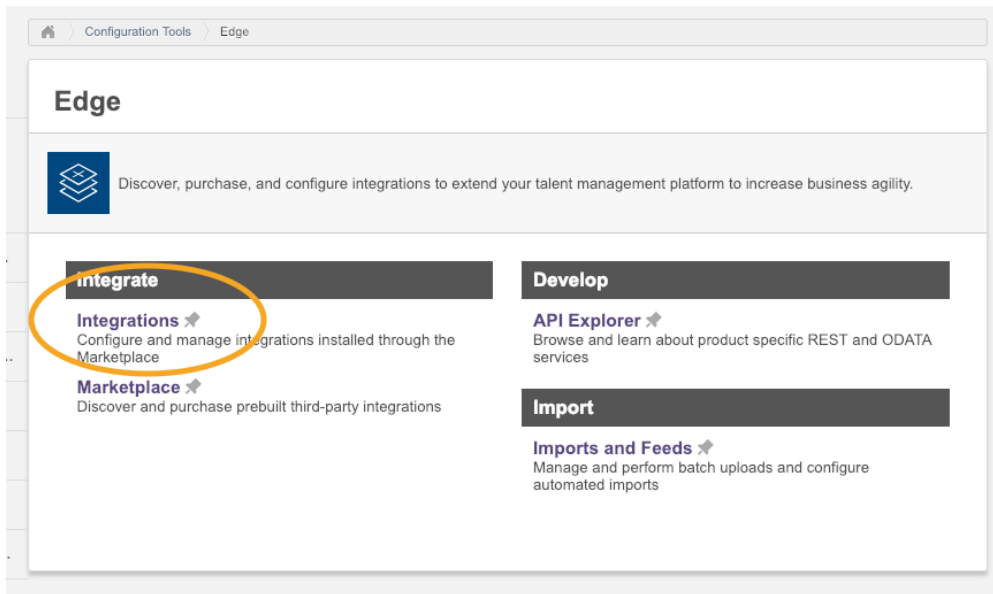 Configuration Tools Edge
Edge
Discover, purchase, and configure integrations to extend your talent management platform to increase business agility.
Integrate
Integrations
Configure and manage integrations installed through the
Marketplace
Marketplace
Discover and purchase prebuilt third-party integrations
Develop
API Explorer
Browse and learn about product specific REST and ODATA
services
Import
Imports and Feeds
Manage and perform batch uploads and configure
automated imports